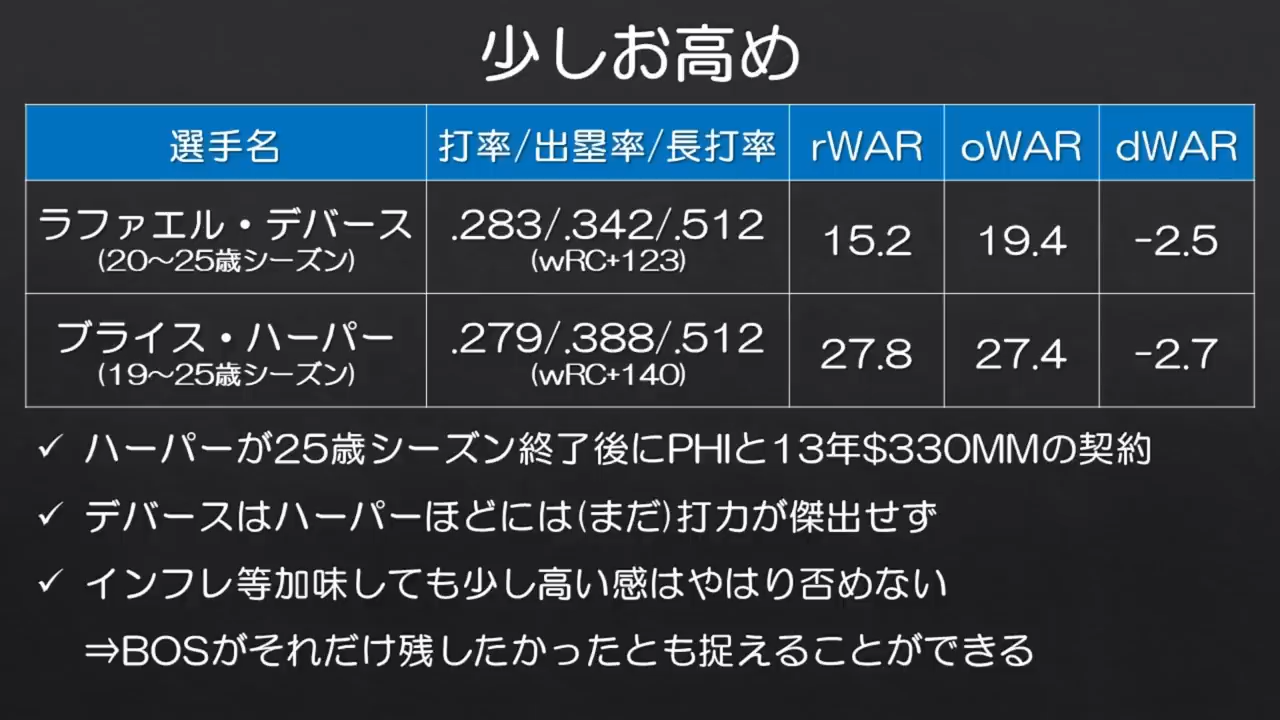 少しお高め
選手名 打率/出塁率/長打率 rWAR oWAR dWAR
ラファエル・デバース .283/.342/.512 15.2 19.4 -2.5
(20〜25歳シーズン) (wRC+123)
ブライス・ハーパー .279/.388/.512 27.8 27.4 -2.7
(19〜25歳シーズン) (wRC+140)
✓ ハーパーが25歳シーズン終了後にPHIと13年$330MMの契約
✓ デバースはハーパーほどには(まだ)打力が傑出せず
✓ インフレ等加味しても少し高い感はやはり否めない
⇒BOSがそれだけ残したかったとも捉えることができる